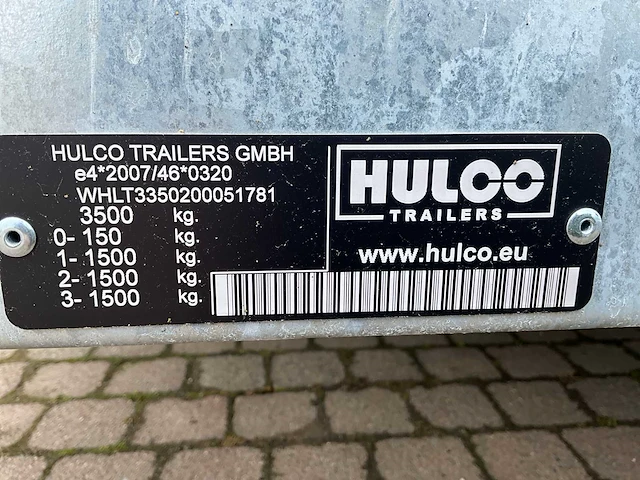 HULCO TRAILERS GMBH
e4*2007/46*0320
WHLT3350200051781
3500 kg.
0- 150 kg.
1- 1500 kg.
2- 1500 kg.
3- 1500 kg.
HULCO
TRAILERS
www.hulco.eu